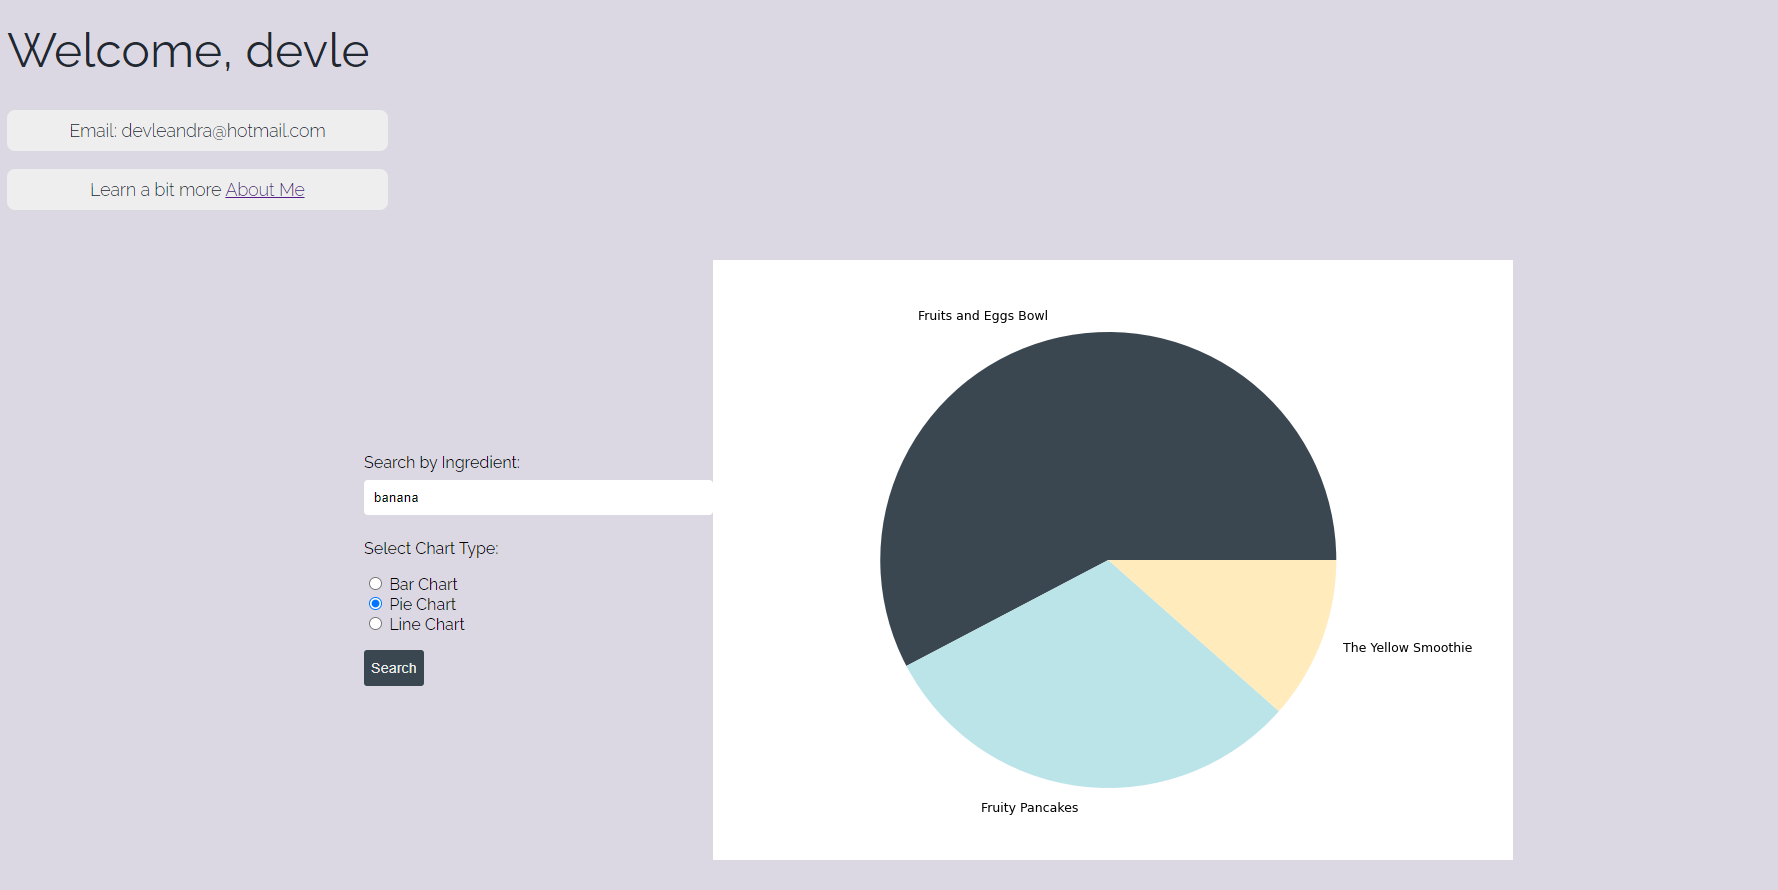 Welcome, devle
Email: devleandra@hotmail.com
Learn a bit more About Me
Search by Ingredient:
banana
Select Chart Type:
Bar Chart
Pie Chart
Line Chart
Search
Fruits and Eggs Bowl
The Yellow Smoothie
Fruity Pancakes